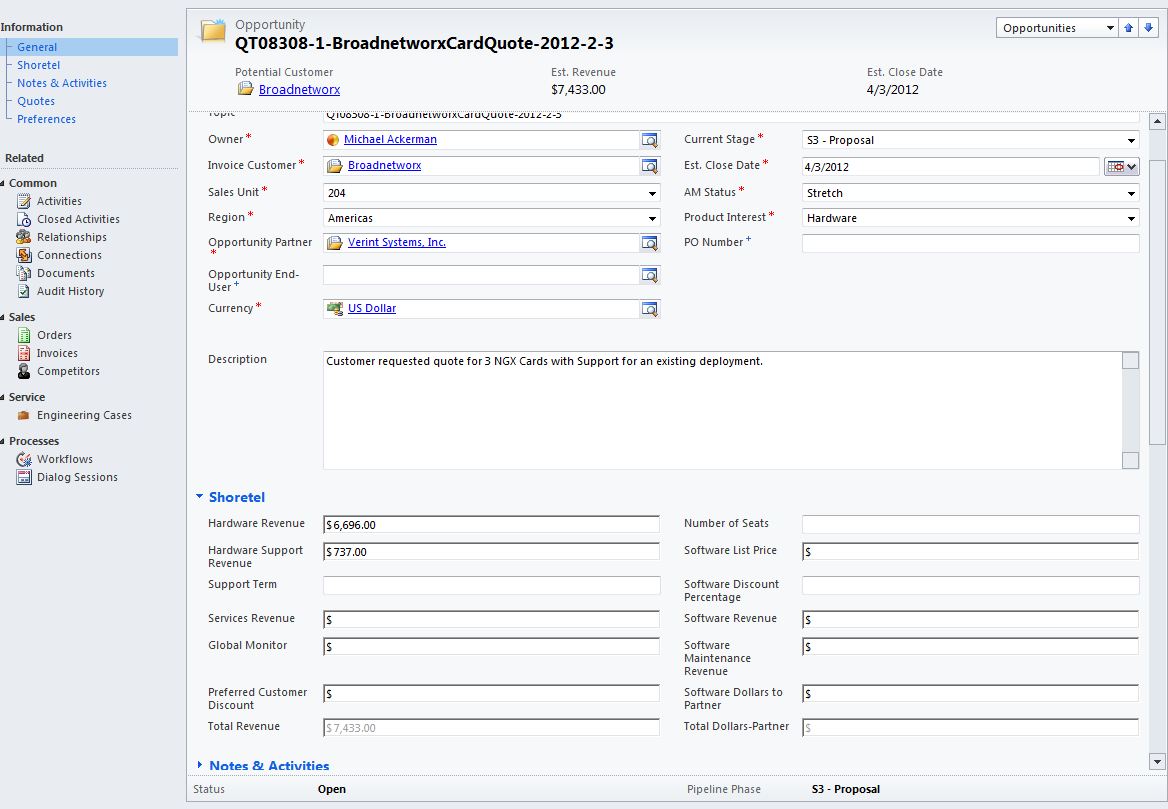 Information
General
Shoretel
Notes & Activities
Quotes
Preferences
Related
Common
Activities
Closed Activities
Relationships
Connections
Documents
Audit History
Sales
Orders
Invoices
Competitors
Service
Engineering Cases
Processes
Workflows
Dialog Sessions
Opportunity
QT08308-1-BroadnetworxCardQuote-2012-2-3
Opportunities
Potential Customer
Broadnetworx
Est. Revenue
$7,433.00
Est. Close Date
4/3/2012
Topic
QT08308-1-BroadnetworxCardQuote-2012-2-3
Owner *
Michael Ackerman
Current Stage *
S3 - Proposal
Invoice Customer *
Broadnetworx
Est. Close Date *
4/3/2012
Sales Unit *
204
AM Status *
Stretch
Region *
Americas
Product Interest *
Hardware
Opportunity Partner
*
Verint Systems, Inc.
PO Number +
Opportunity End-
User +
Currency *
US Dollar
Description
Customer requested quote for 3 NGX Cards with Support for an existing deployment.
Shoretel
Hardware Revenue
$6,696.00
Number of Seats
Hardware Support
Revenue
$737.00
Software List Price
$
Support Term
Software Discount
Percentage
Services Revenue
$
Software Revenue
$
Global Monitor
$
Software
Maintenance
Revenue
$
Preferred Customer
Discount
$
Software Dollars to
Partner
$
Total Revenue
$7,433.00
Total Dollars-Partner
$
Notes & Activities
Status
Open
Pipeline Phase
S3 - Proposal